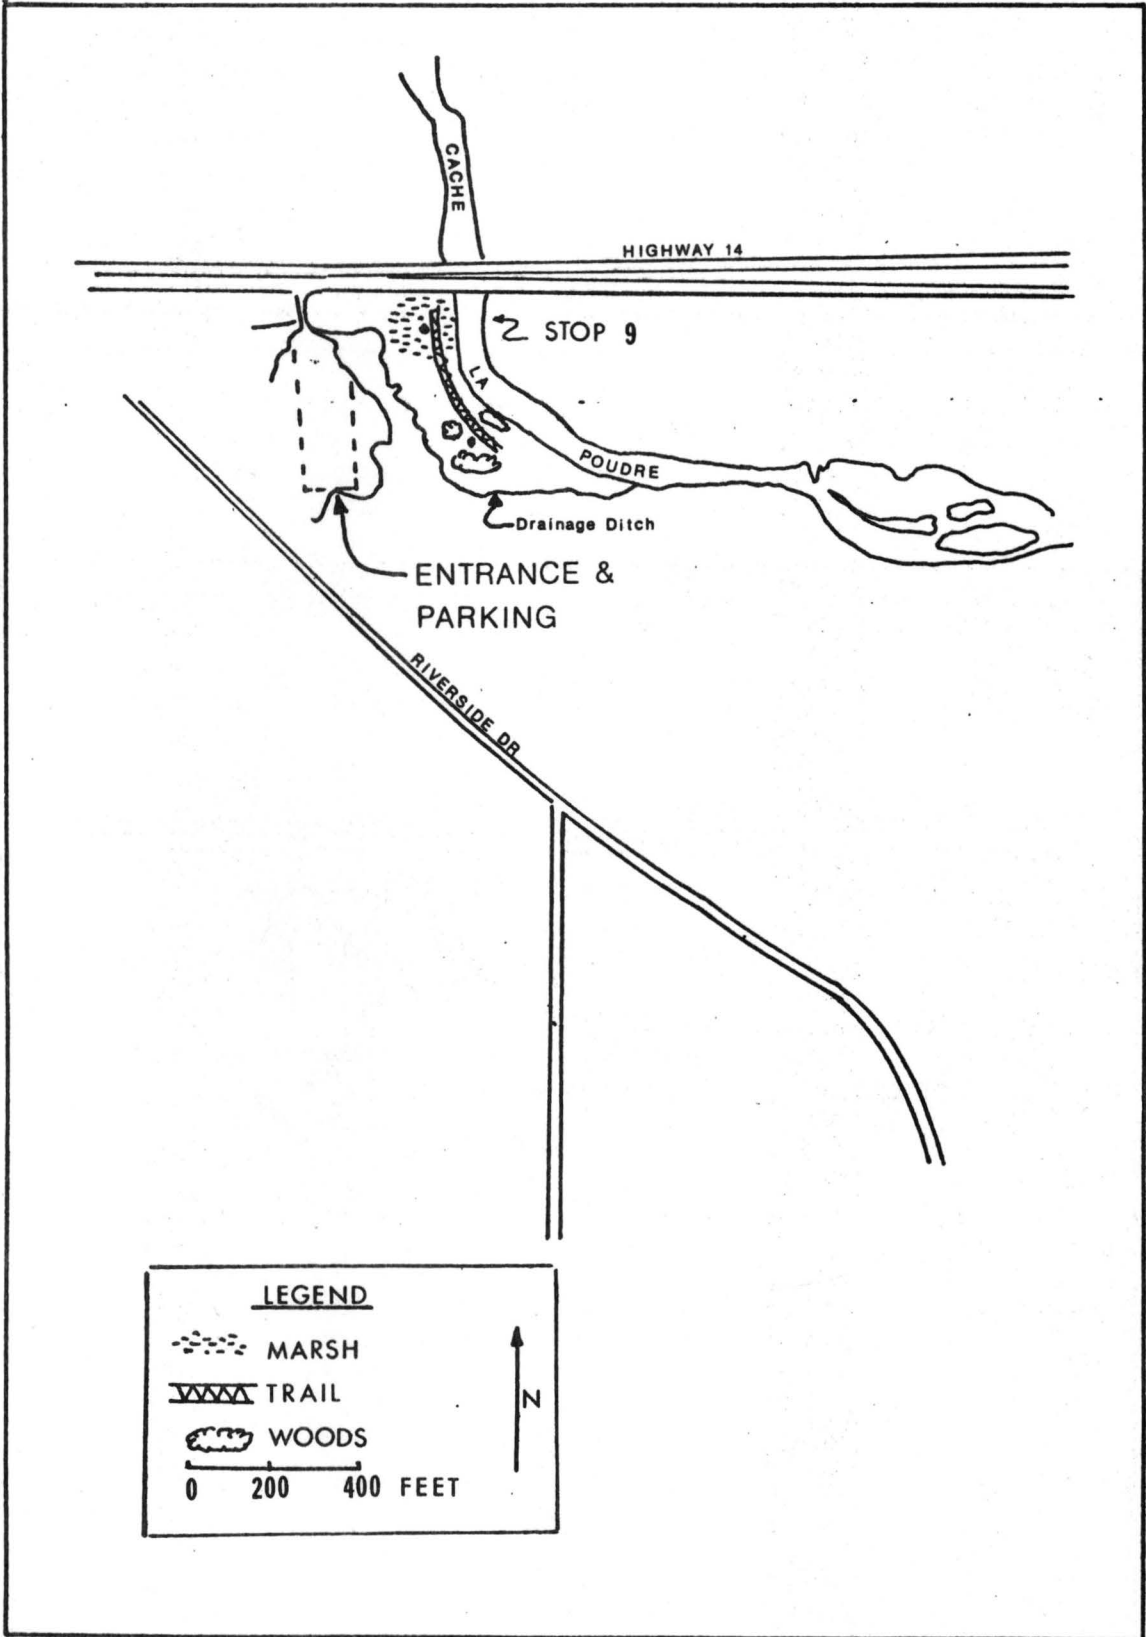 CACHE
HIGHWAY 14
STOP 9
LA
POUDRE
Drainage Ditch
ENTRANCE &
PARKING
RIVERSIDE DR
LEGEND
MARSH
TRAIL
N
WOODS
0 200 400 FEET